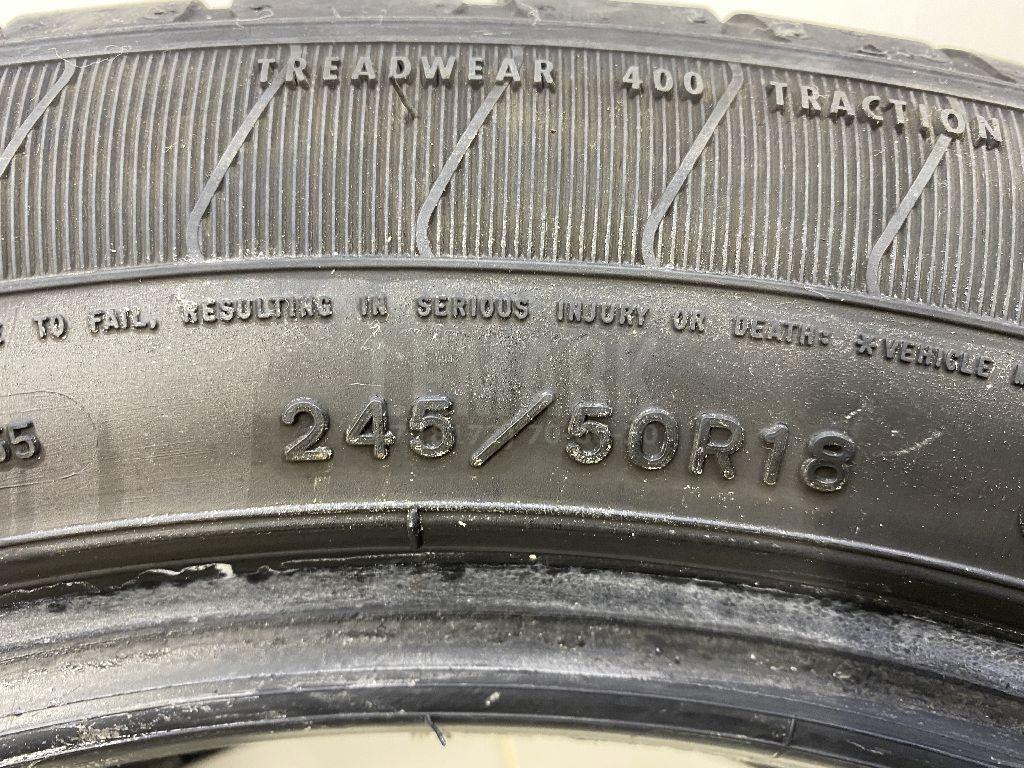 TREADWEAR 400 TRACTION
TO FAIL, RESULTING IN SERIOUS INJURY OR DEATH: *VEHICLE
245/50R18